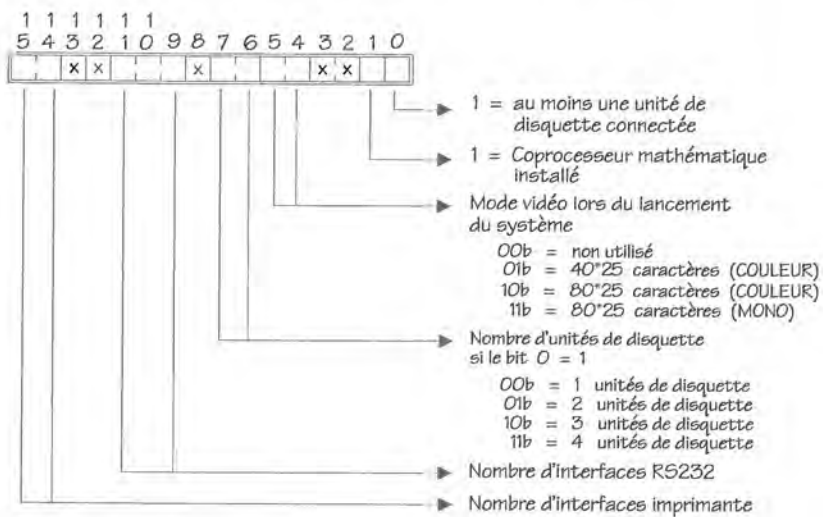 1 1 1 1 1 1
5 4 3 2 1 0 9 8 7 6 5 4 3 2 1 0
x x x x x
1 = au moins une unité de
disquette connectée
1 = Coprocesseur mathématique
installé
Mode vidéo lors du lancement
du système
00b = non utilisé
01b = 40*25 caractères (COULEUR)
10b = 80*25 caractères (COULEUR)
11b = 80*25 caractères (MONO)
Nombre d'unités de disquette
si le bit 0 = 1
00b = 1 unités de disquette
01b = 2 unités de disquette
10b = 3 unités de disquette
11b = 4 unités de disquette
Nombre d'interfaces RS232
Nombre d'interfaces imprimante